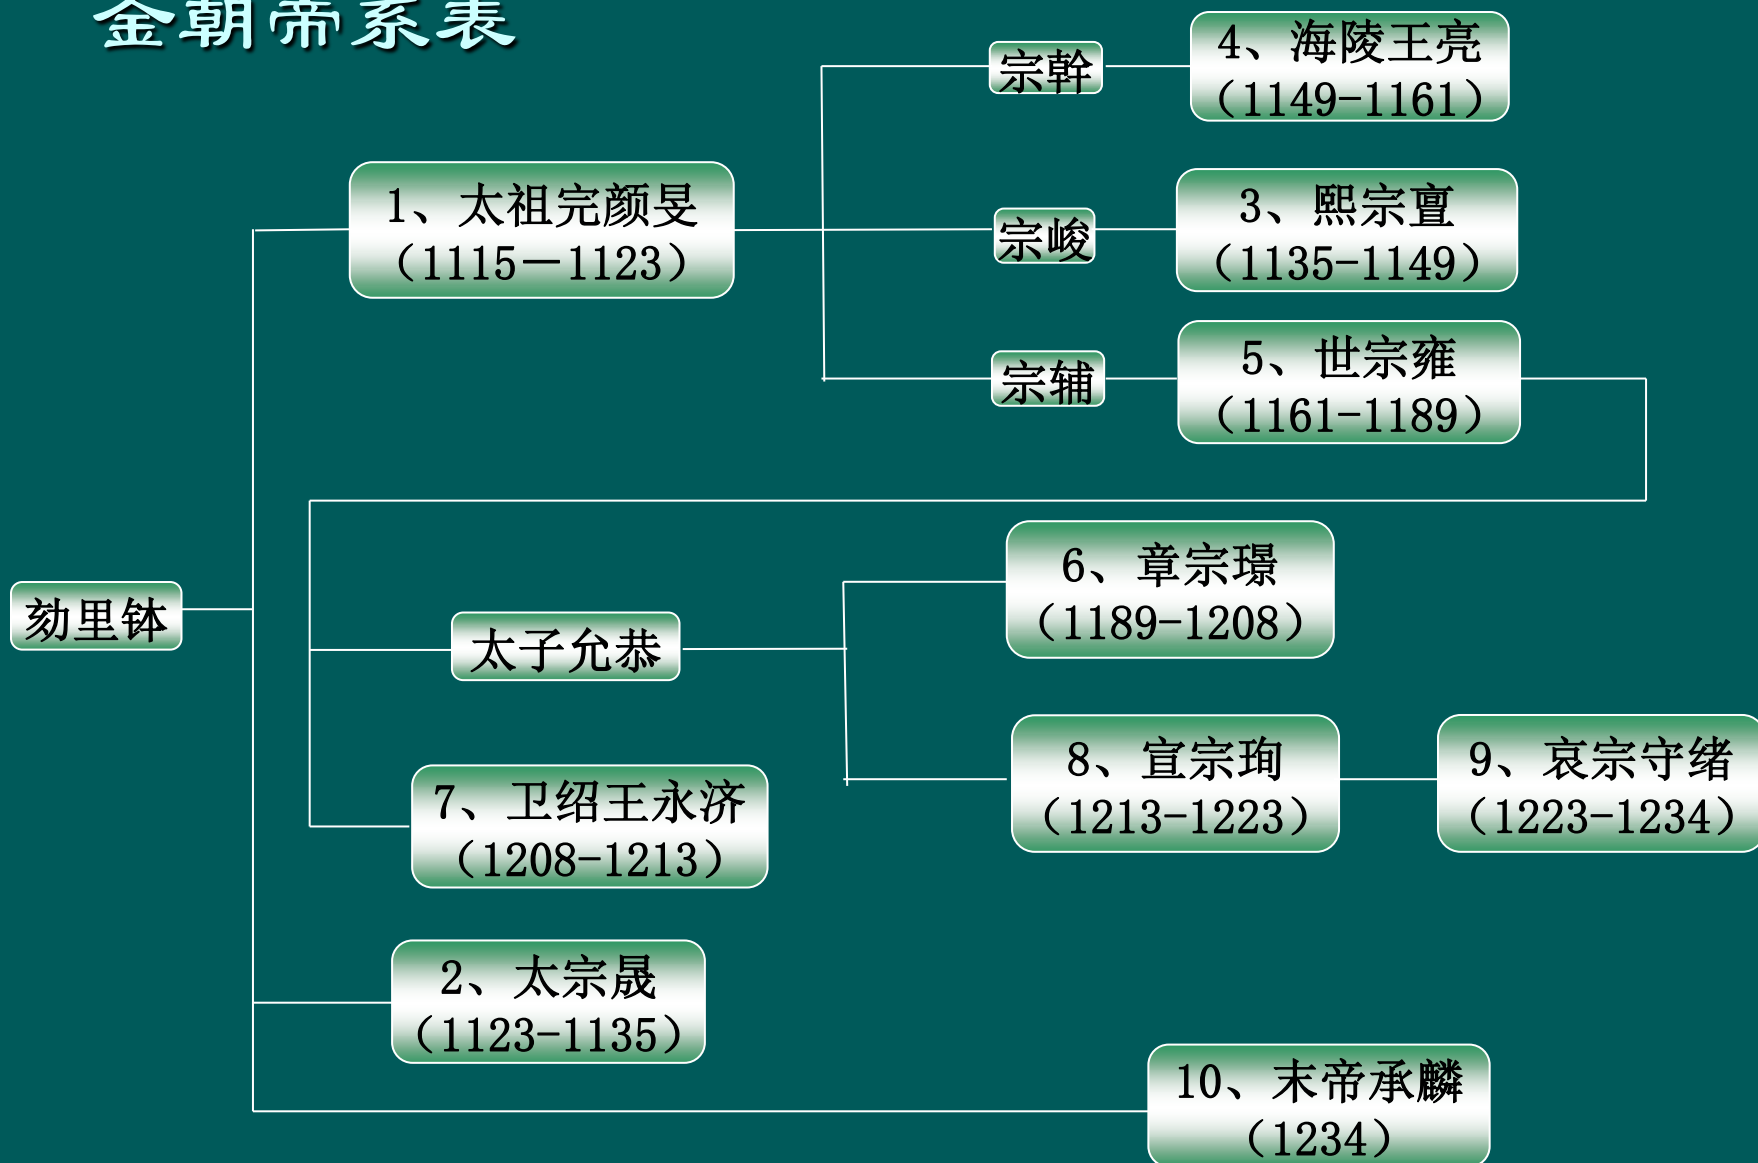 金朝帝系表
宗幹
4、海陵王亮
(1149-1161)
1、太祖完颜旻
(1115－1123)
宗峻
3、熙宗亶
(1135-1149)
宗辅
5、世宗雍
(1161-1189)
劾里钵
太子允恭
6、章宗璟
(1189-1208)
7、卫绍王永济
(1208-1213)
8、宣宗珣
(1213-1223)
9、哀宗守绪
(1223-1234)
2、太宗晟
(1123-1135)
10、末帝承麟
(1234)